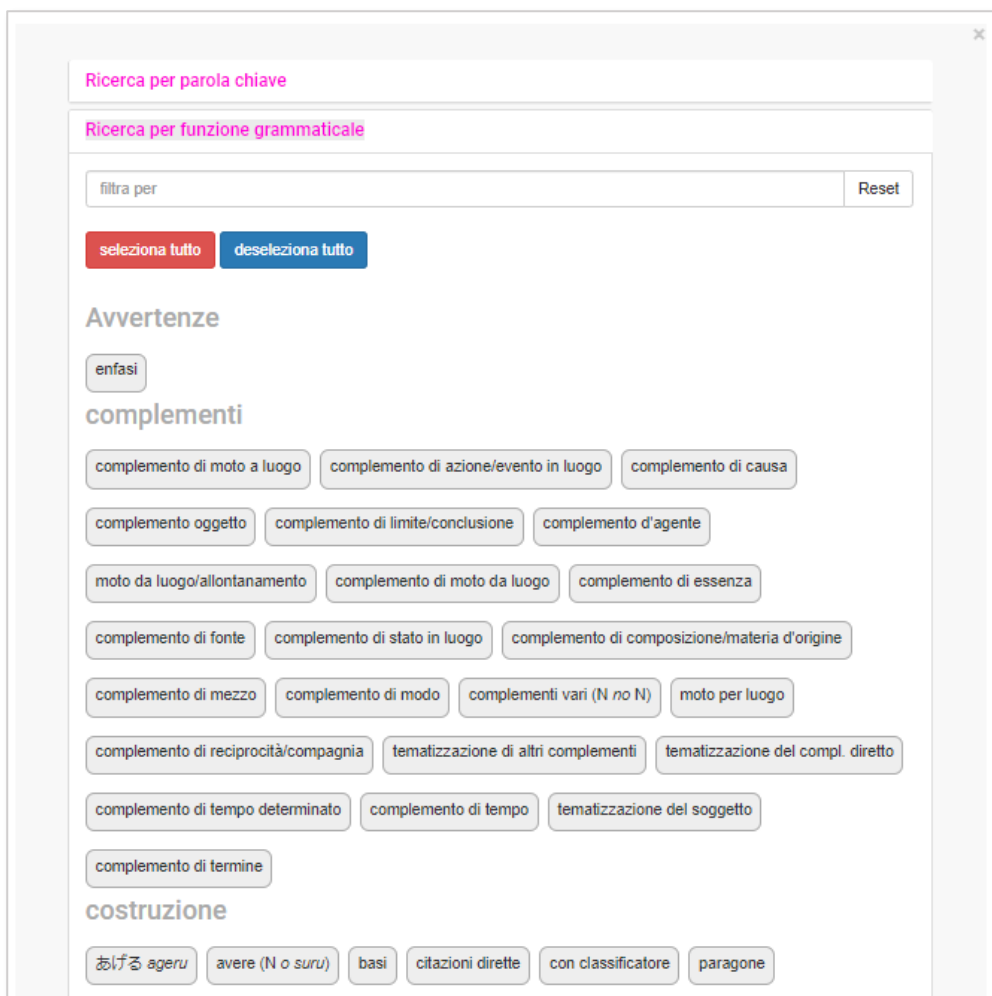 ×
Ricerca per parola chiave
Ricerca per funzione grammaticale
filtra per Reset
seleziona tutto deseleziona tutto
Avvertenze
enfasi
complementi
complemento di moto a luogo complemento di azione/evento in luogo complemento di causa
complemento oggetto complemento di limite/conclusione complemento d'agente
moto da luogo/allontanamento complemento di moto da luogo complemento di essenza
complemento di fonte complemento di stato in luogo complemento di composizione/materia d'origine
complemento di mezzo complemento di modo complementi vari (N no N) moto per luogo
complemento di reciprocità/compagnia tematizzazione di altri complementi tematizzazione del compl. diretto
complemento di tempo determinato complemento di tempo tematizzazione del soggetto
complemento di termine
costruzione
あげる ageru avere (N o suru) basi citazioni dirette con classificatore paragone